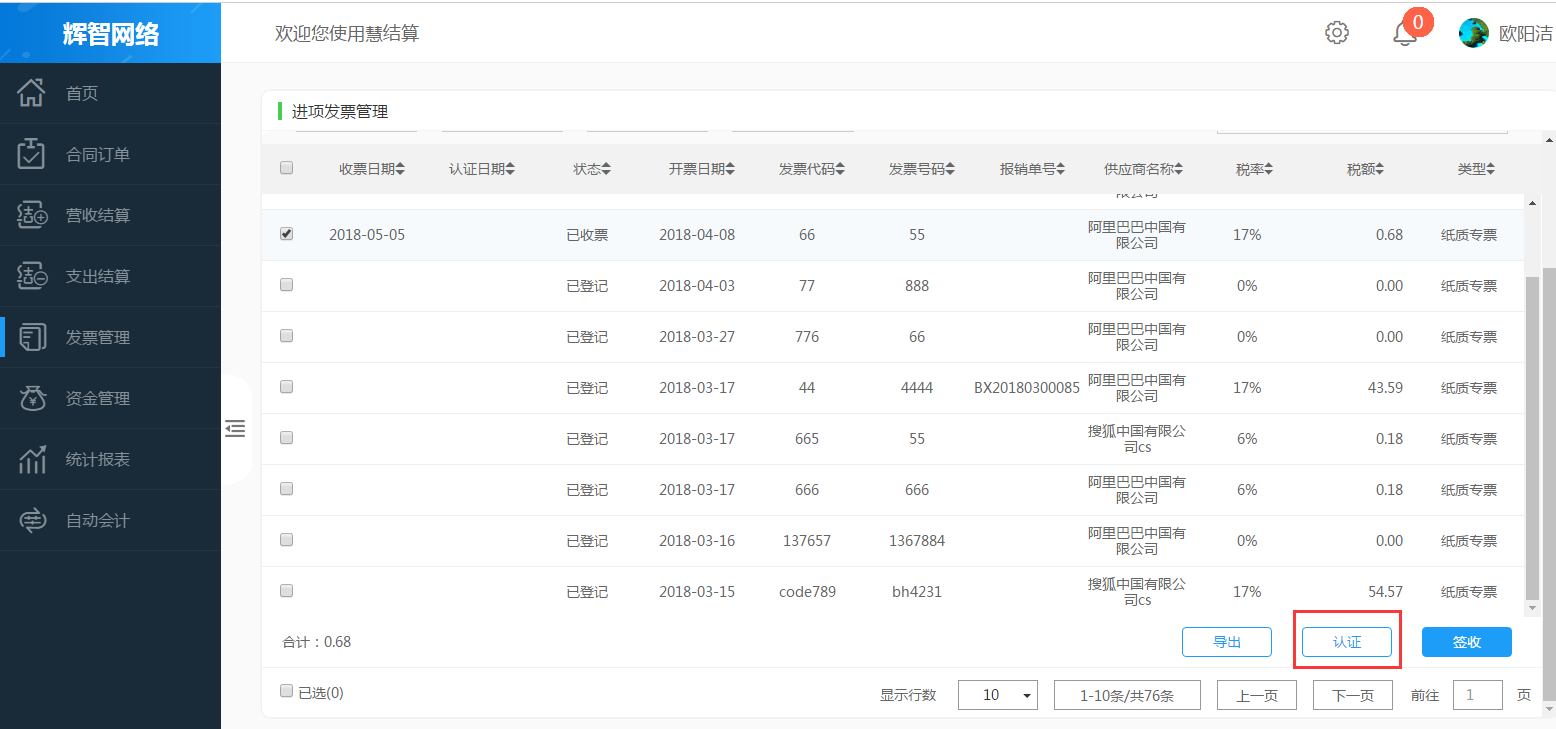 辉智网络
欢迎您使用慧结算
0
欧阳洁
首页
合同订单
营收结算
支出结算
发票管理
资金管理
统计报表
自动会计
进项发票管理
收票日期 认证日期 状态 开票日期 发票代码 发票号码 报销单号 供应商名称 税率 税额 类型
限公司
2018-05-05 已收票 2018-04-08 66 55 阿里巴巴中国有限公司 17% 0.68 纸质专票
已登记 2018-04-03 77 888 阿里巴巴中国有限公司 0% 0.00 纸质专票
已登记 2018-03-27 776 66 阿里巴巴中国有限公司 0% 0.00 纸质专票
已登记 2018-03-17 44 4444 BX20180300085 阿里巴巴中国有限公司 17% 43.59 纸质专票
已登记 2018-03-17 665 55 搜狐中国有限公司cs 6% 0.18 纸质专票
已登记 2018-03-17 666 666 阿里巴巴中国有限公司 6% 0.18 纸质专票
已登记 2018-03-16 137657 1367884 阿里巴巴中国有限公司 0% 0.00 纸质专票
已登记 2018-03-15 code789 bh4231 搜狐中国有限公司cs 17% 54.57 纸质专票
合计：0.68 导出 认证 签收
已选(0) 显示行数 10 1-10条/共76条 上一页 下一页 前往 1 页